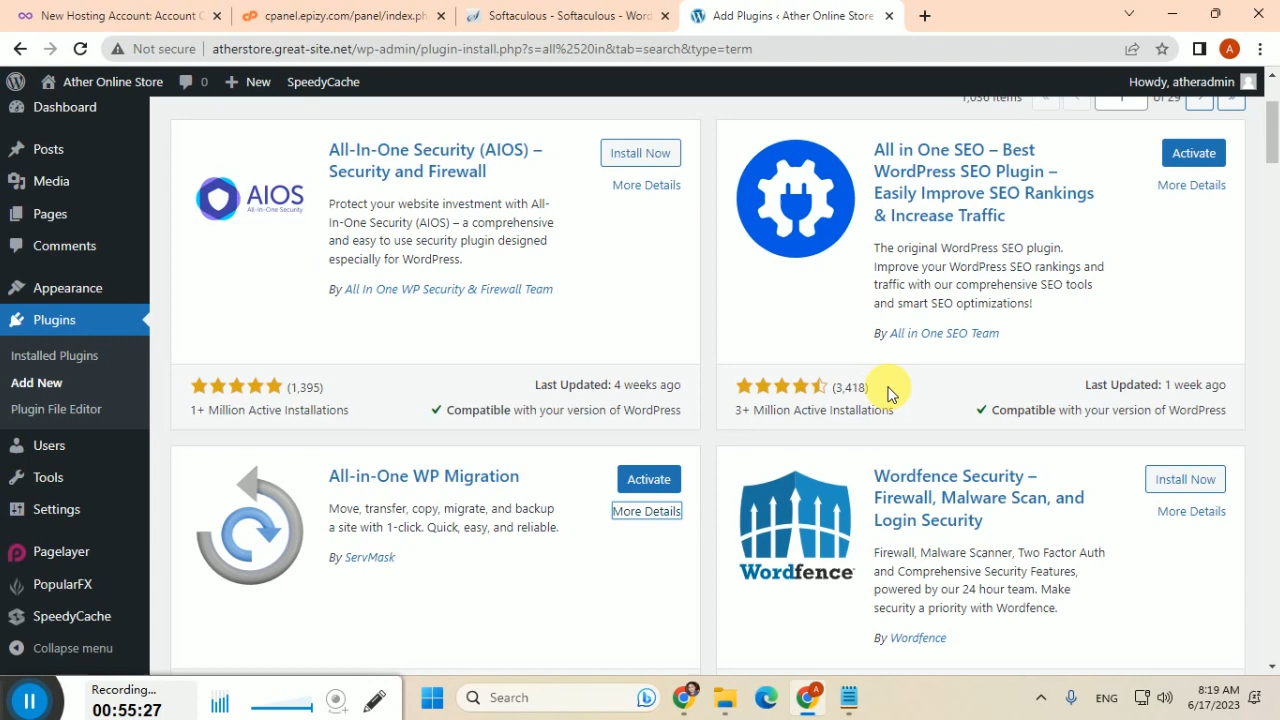 New Hosting Account: Account C
cpanel.epizy.com/panel/index.ph
Softaculous - Softaculous - Word
Add Plugins ‹ Ather Online Store
Not secure
atherstore.great-site.net/wp-admin/plugin-install.php?s=all%2520in&tab=search&type=term
A
Ather Online Store
0
New
SpeedyCache
Howdy, atheradmin
Dashboard
Posts
Media
Pages
Comments
Appearance
Plugins
Installed Plugins
Add New
Plugin File Editor
Users
Tools
Settings
Pagelayer
PopularFX
SpeedyCache
Collapse menu
1,036 items
1
of 29
AIOS
All-In-One Security
All-In-One Security (AIOS) –
Security and Firewall
Install Now
More Details
Protect your website investment with All-
In-One Security (AIOS) – a comprehensive
and easy to use security plugin designed
especially for WordPress.
By All In One WP Security & Firewall Team
(1,395)
Last Updated: 4 weeks ago
1+ Million Active Installations
Compatible with your version of WordPress
All in One SEO – Best
WordPress SEO Plugin –
Easily Improve SEO Rankings
& Increase Traffic
Activate
More Details
The original WordPress SEO plugin.
Improve your WordPress SEO rankings and
traffic with our comprehensive SEO tools
and smart SEO optimizations!
By All in One SEO Team
(3,418)
Last Updated: 1 week ago
3+ Million Active Installations
Compatible with your version of WordPress
All-in-One WP Migration
Activate
More Details
Move, transfer, copy, migrate, and backup
a site with 1-click. Quick, easy, and reliable.
By ServMask
Wordfence
Wordfence Security –
Firewall, Malware Scan, and
Login Security
Install Now
More Details
Firewall, Malware Scanner, Two Factor Auth
and Comprehensive Security Features,
powered by our 24 hour team. Make
security a priority with Wordfence.
By Wordfence
Recording...
00:55:27
Search
A
ENG
8:19 AM
6/17/2023